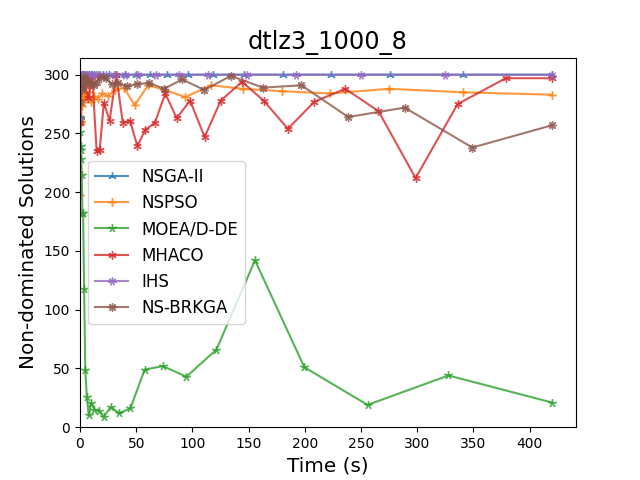 dtlz3_1000_8
Non-dominated Solutions
300
250
200
150
100
50
0
NSGA-II
NSPSO
MOEA/D-DE
MHACO
IHS
NS-BRKGA
0 50 100 150 200 250 300 350 400
Time (s)